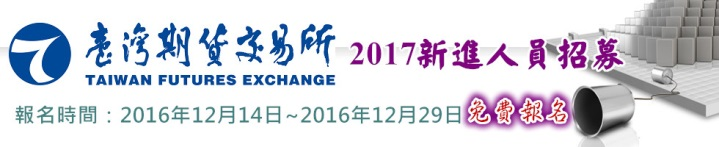 臺灣期貨交易所 2017新進人員招募
TAIWAN FUTURES EXCHANGE
報名時間：2016年12月14日~2016年12月29日 免費報名